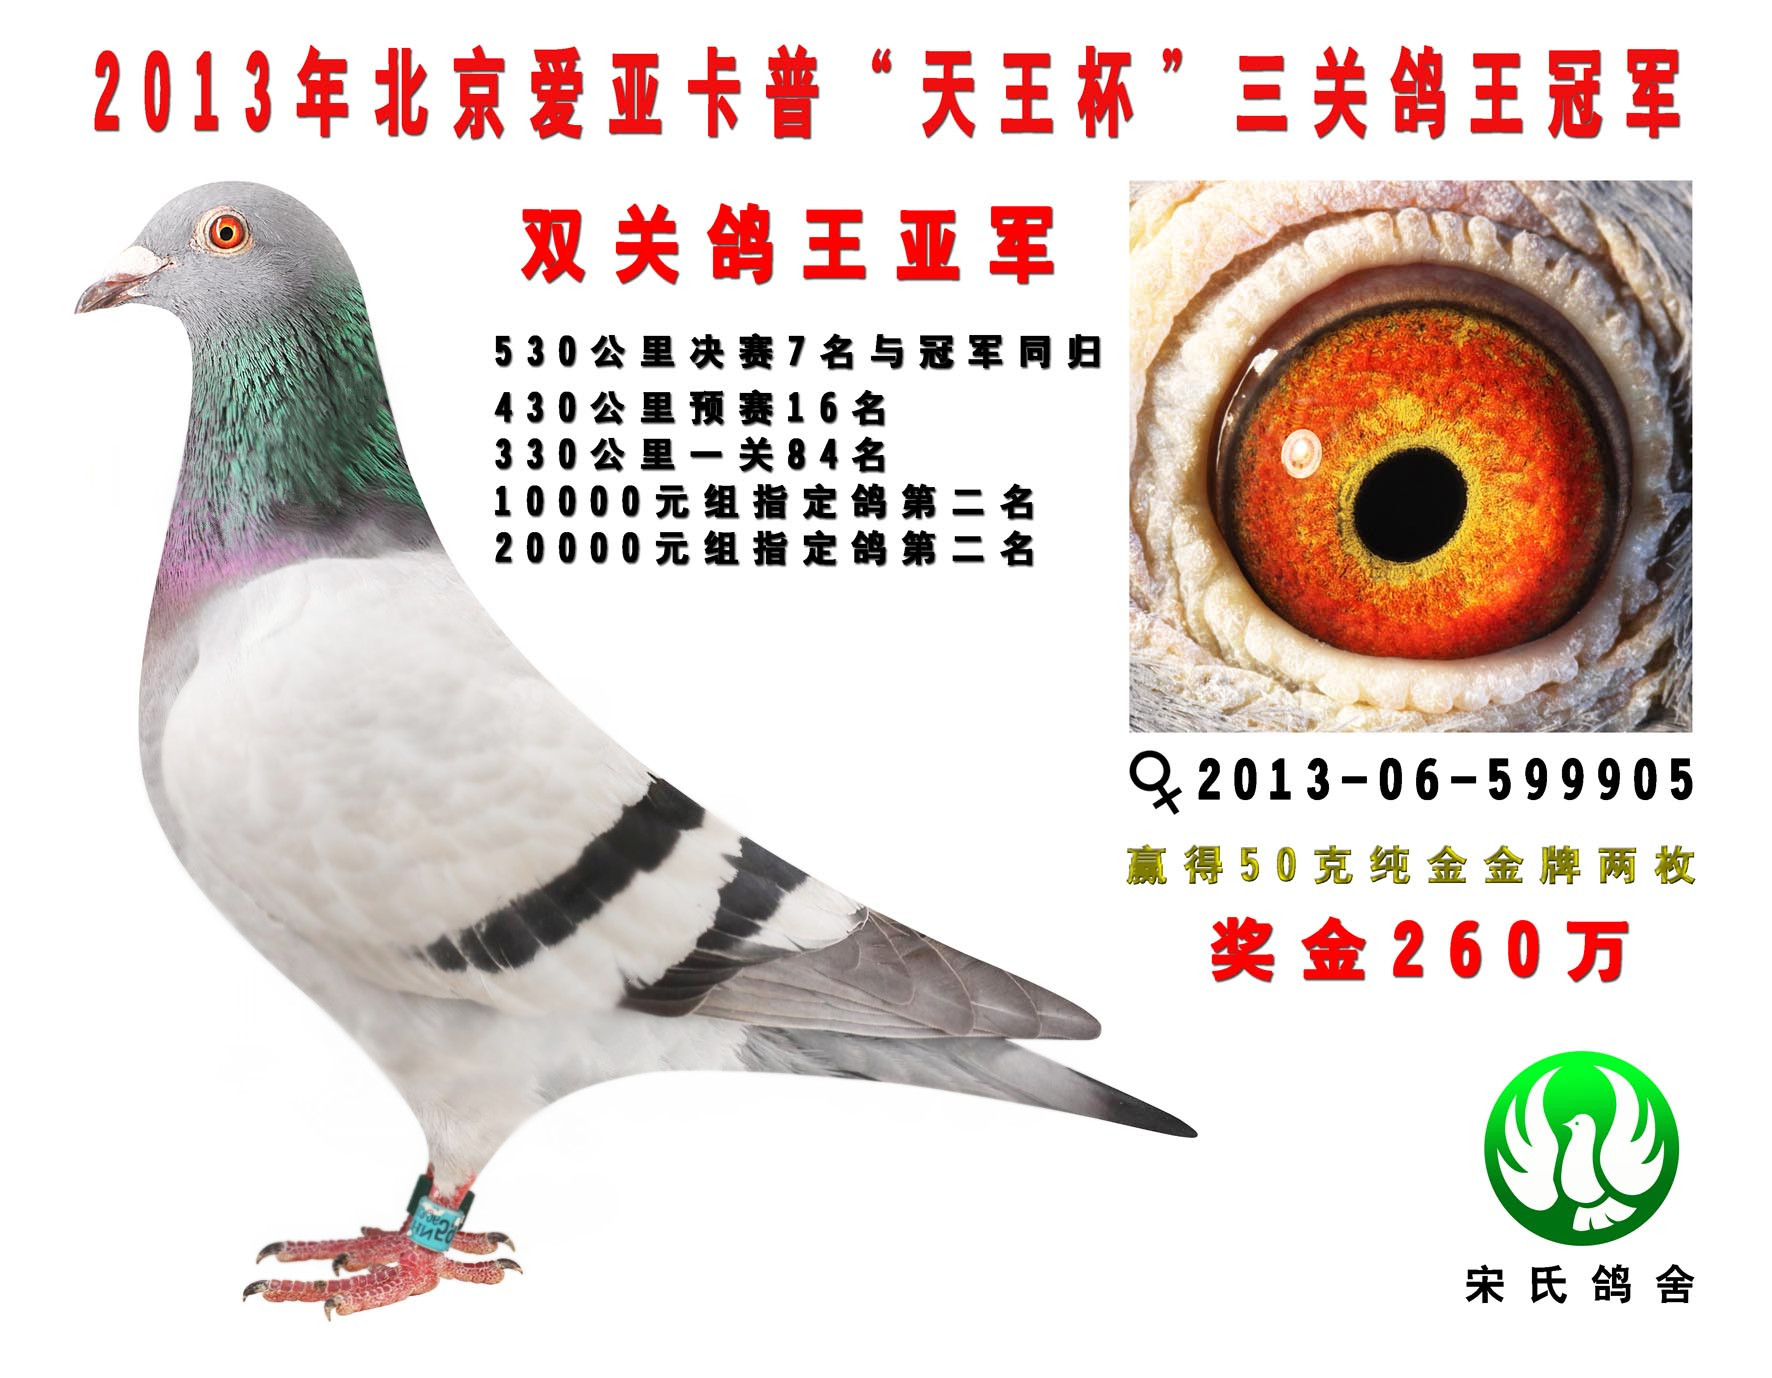 2013年北京爱亚卡普“天王杯”三关鸽王冠军
双关鸽王亚军
530公里决赛7名与冠军同归
430公里预赛16名
330公里一关84名
10000元组指定鸽第二名
20000元组指定鸽第二名
♀2013-06-599905
赢得50克纯金金牌两枚
奖金260万
宋氏鸽舍